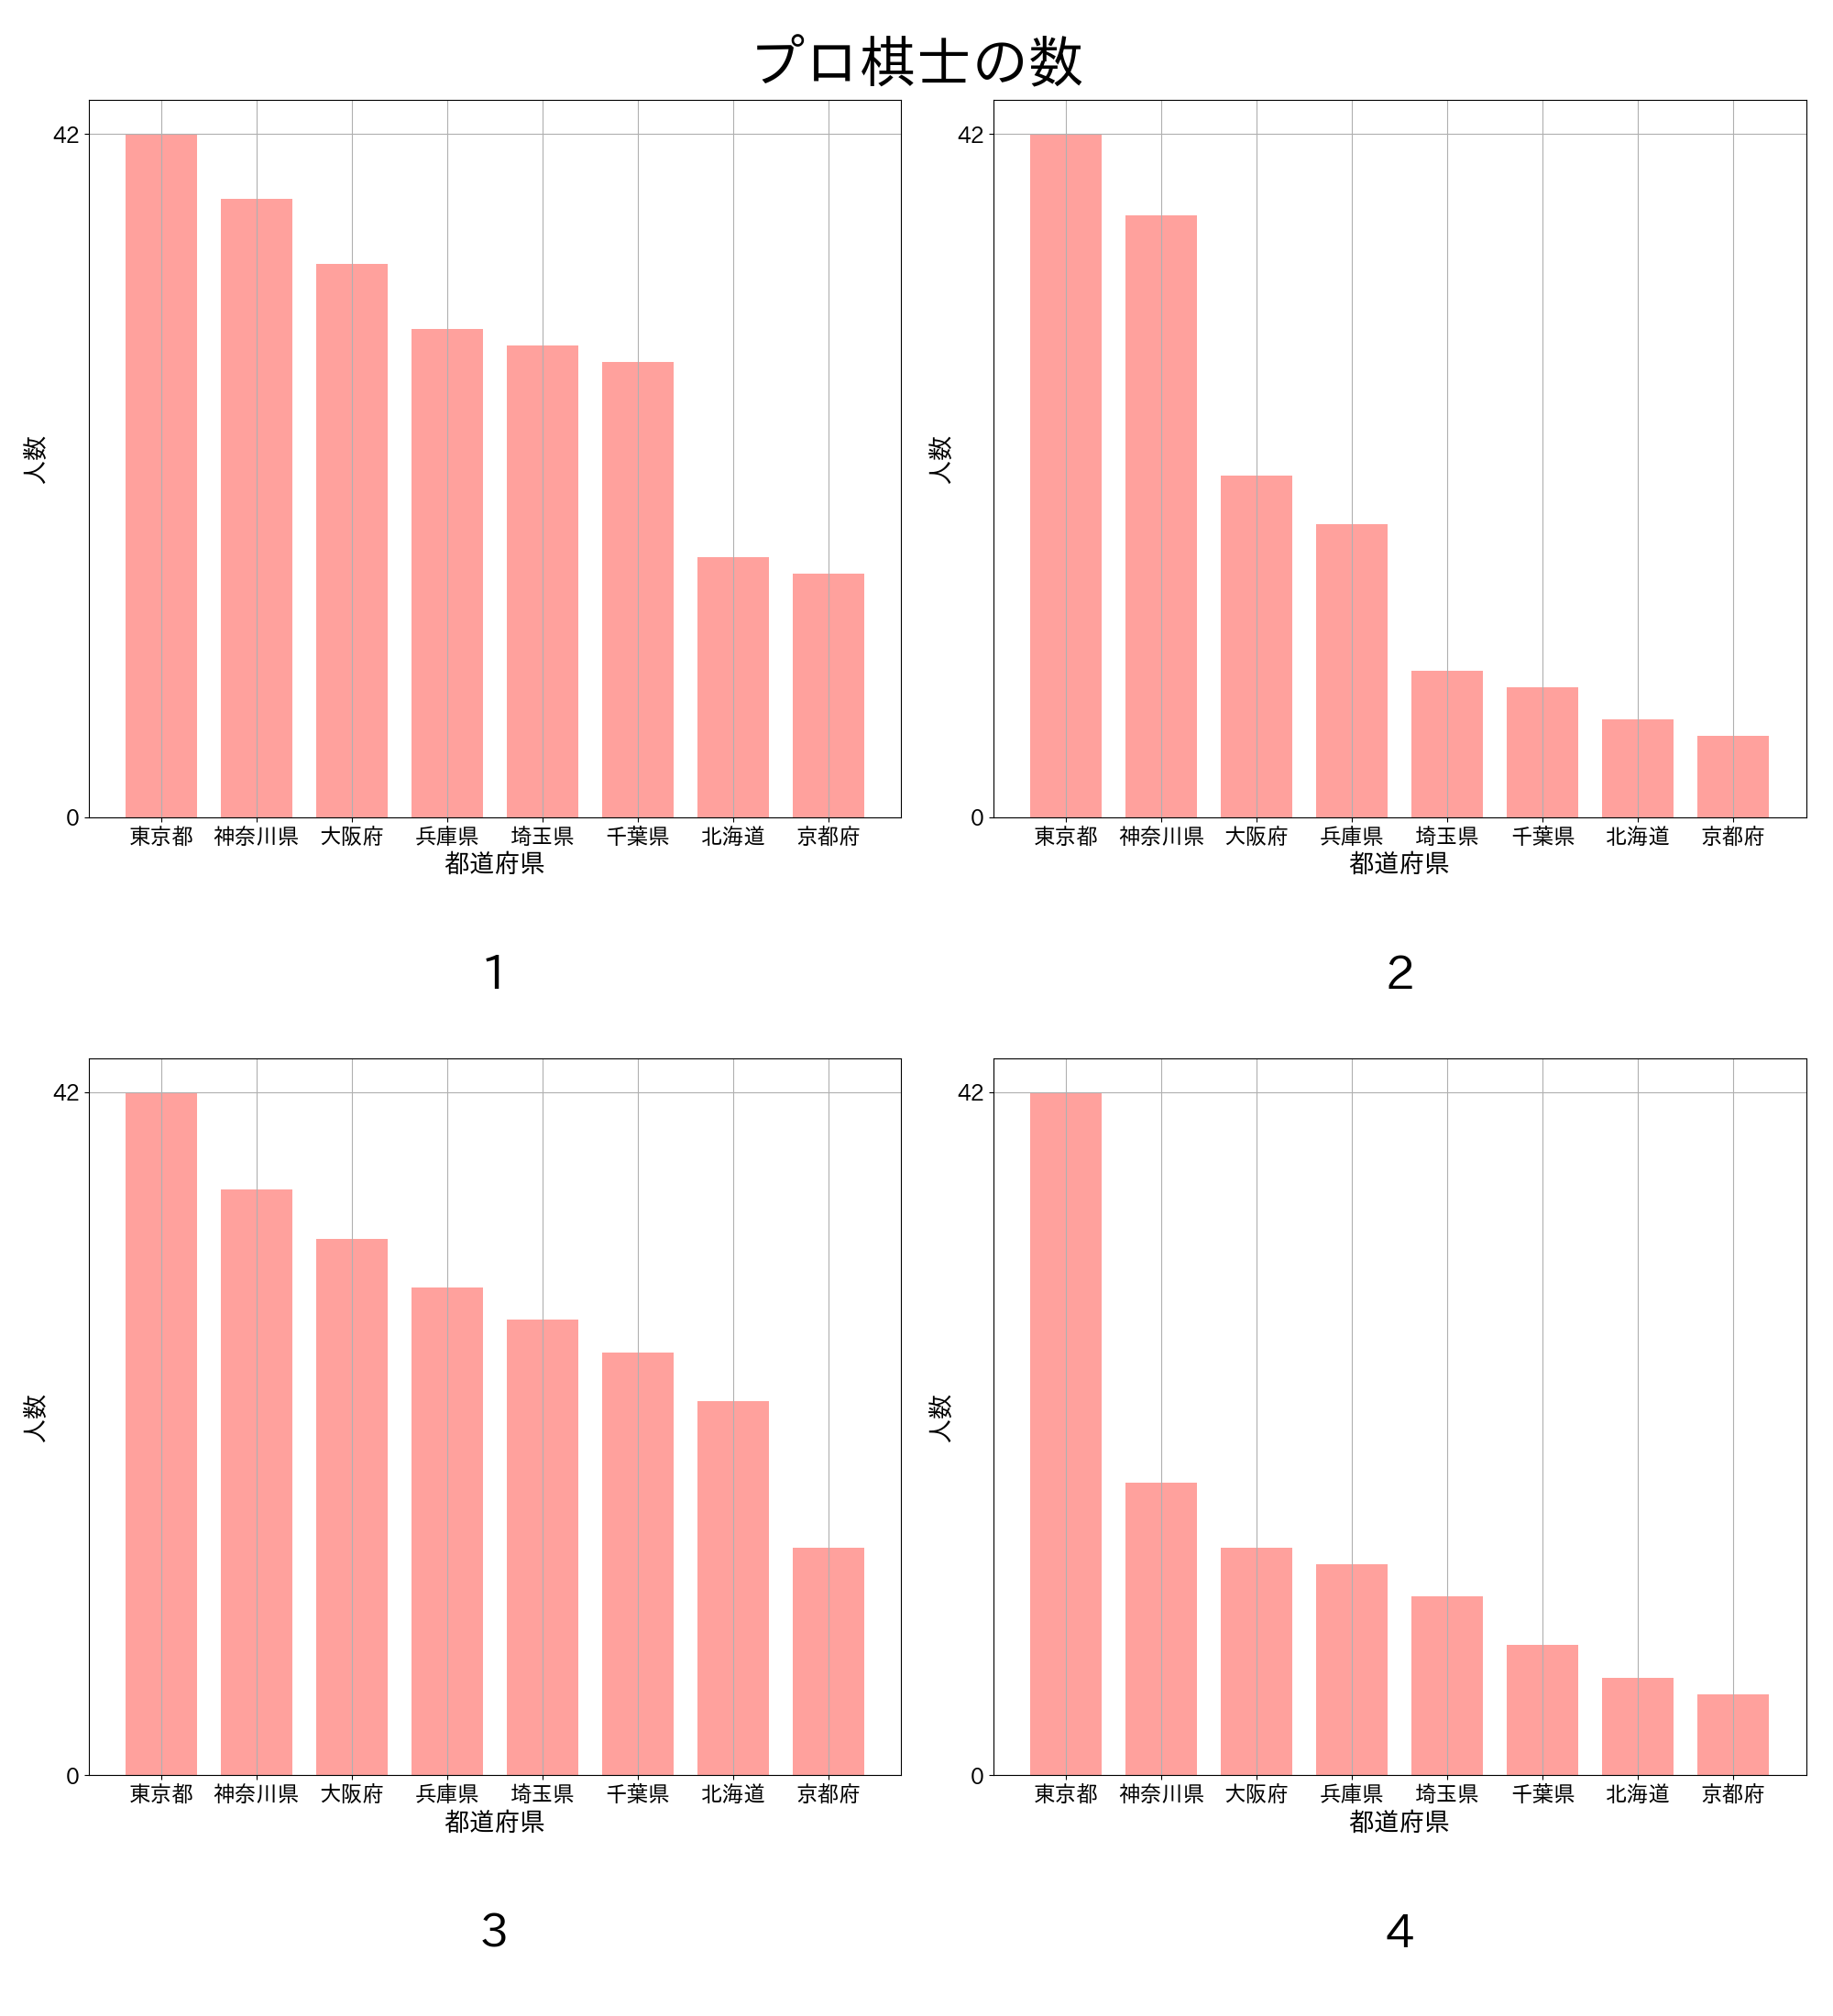 プロ棋士の数
42
0
人数
東京都 神奈川県 大阪府 兵庫県 埼玉県 千葉県 北海道 京都府
都道府県
1
42
0
人数
東京都 神奈川県 大阪府 兵庫県 埼玉県 千葉県 北海道 京都府
都道府県
2
42
0
人数
東京都 神奈川県 大阪府 兵庫県 埼玉県 千葉県 北海道 京都府
都道府県
3
42
0
人数
東京都 神奈川県 大阪府 兵庫県 埼玉県 千葉県 北海道 京都府
都道府県
4